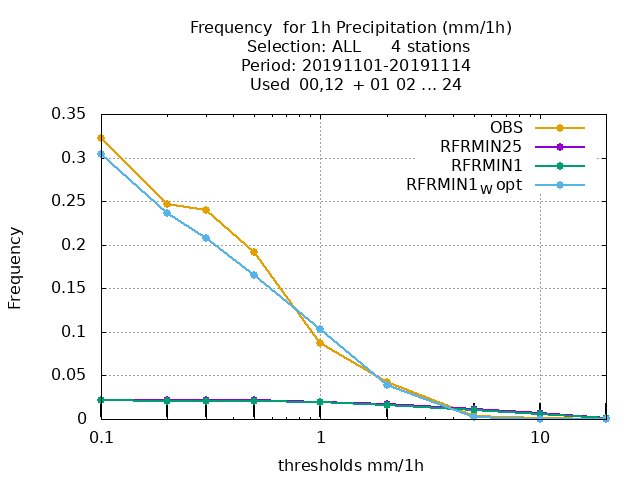 Frequency for 1h Precipitation (mm/1h)
Selection: ALL 4 stations
Period: 20191101-20191114
Used 00,12 + 01 02 ... 24
0.35
0.3
0.25
0.2
0.15
0.1
0.05
0
Frequency
OBS
RFRMIN25
RFRMIN1
RFRMIN1w opt
0.1 1 10
thresholds mm/1h